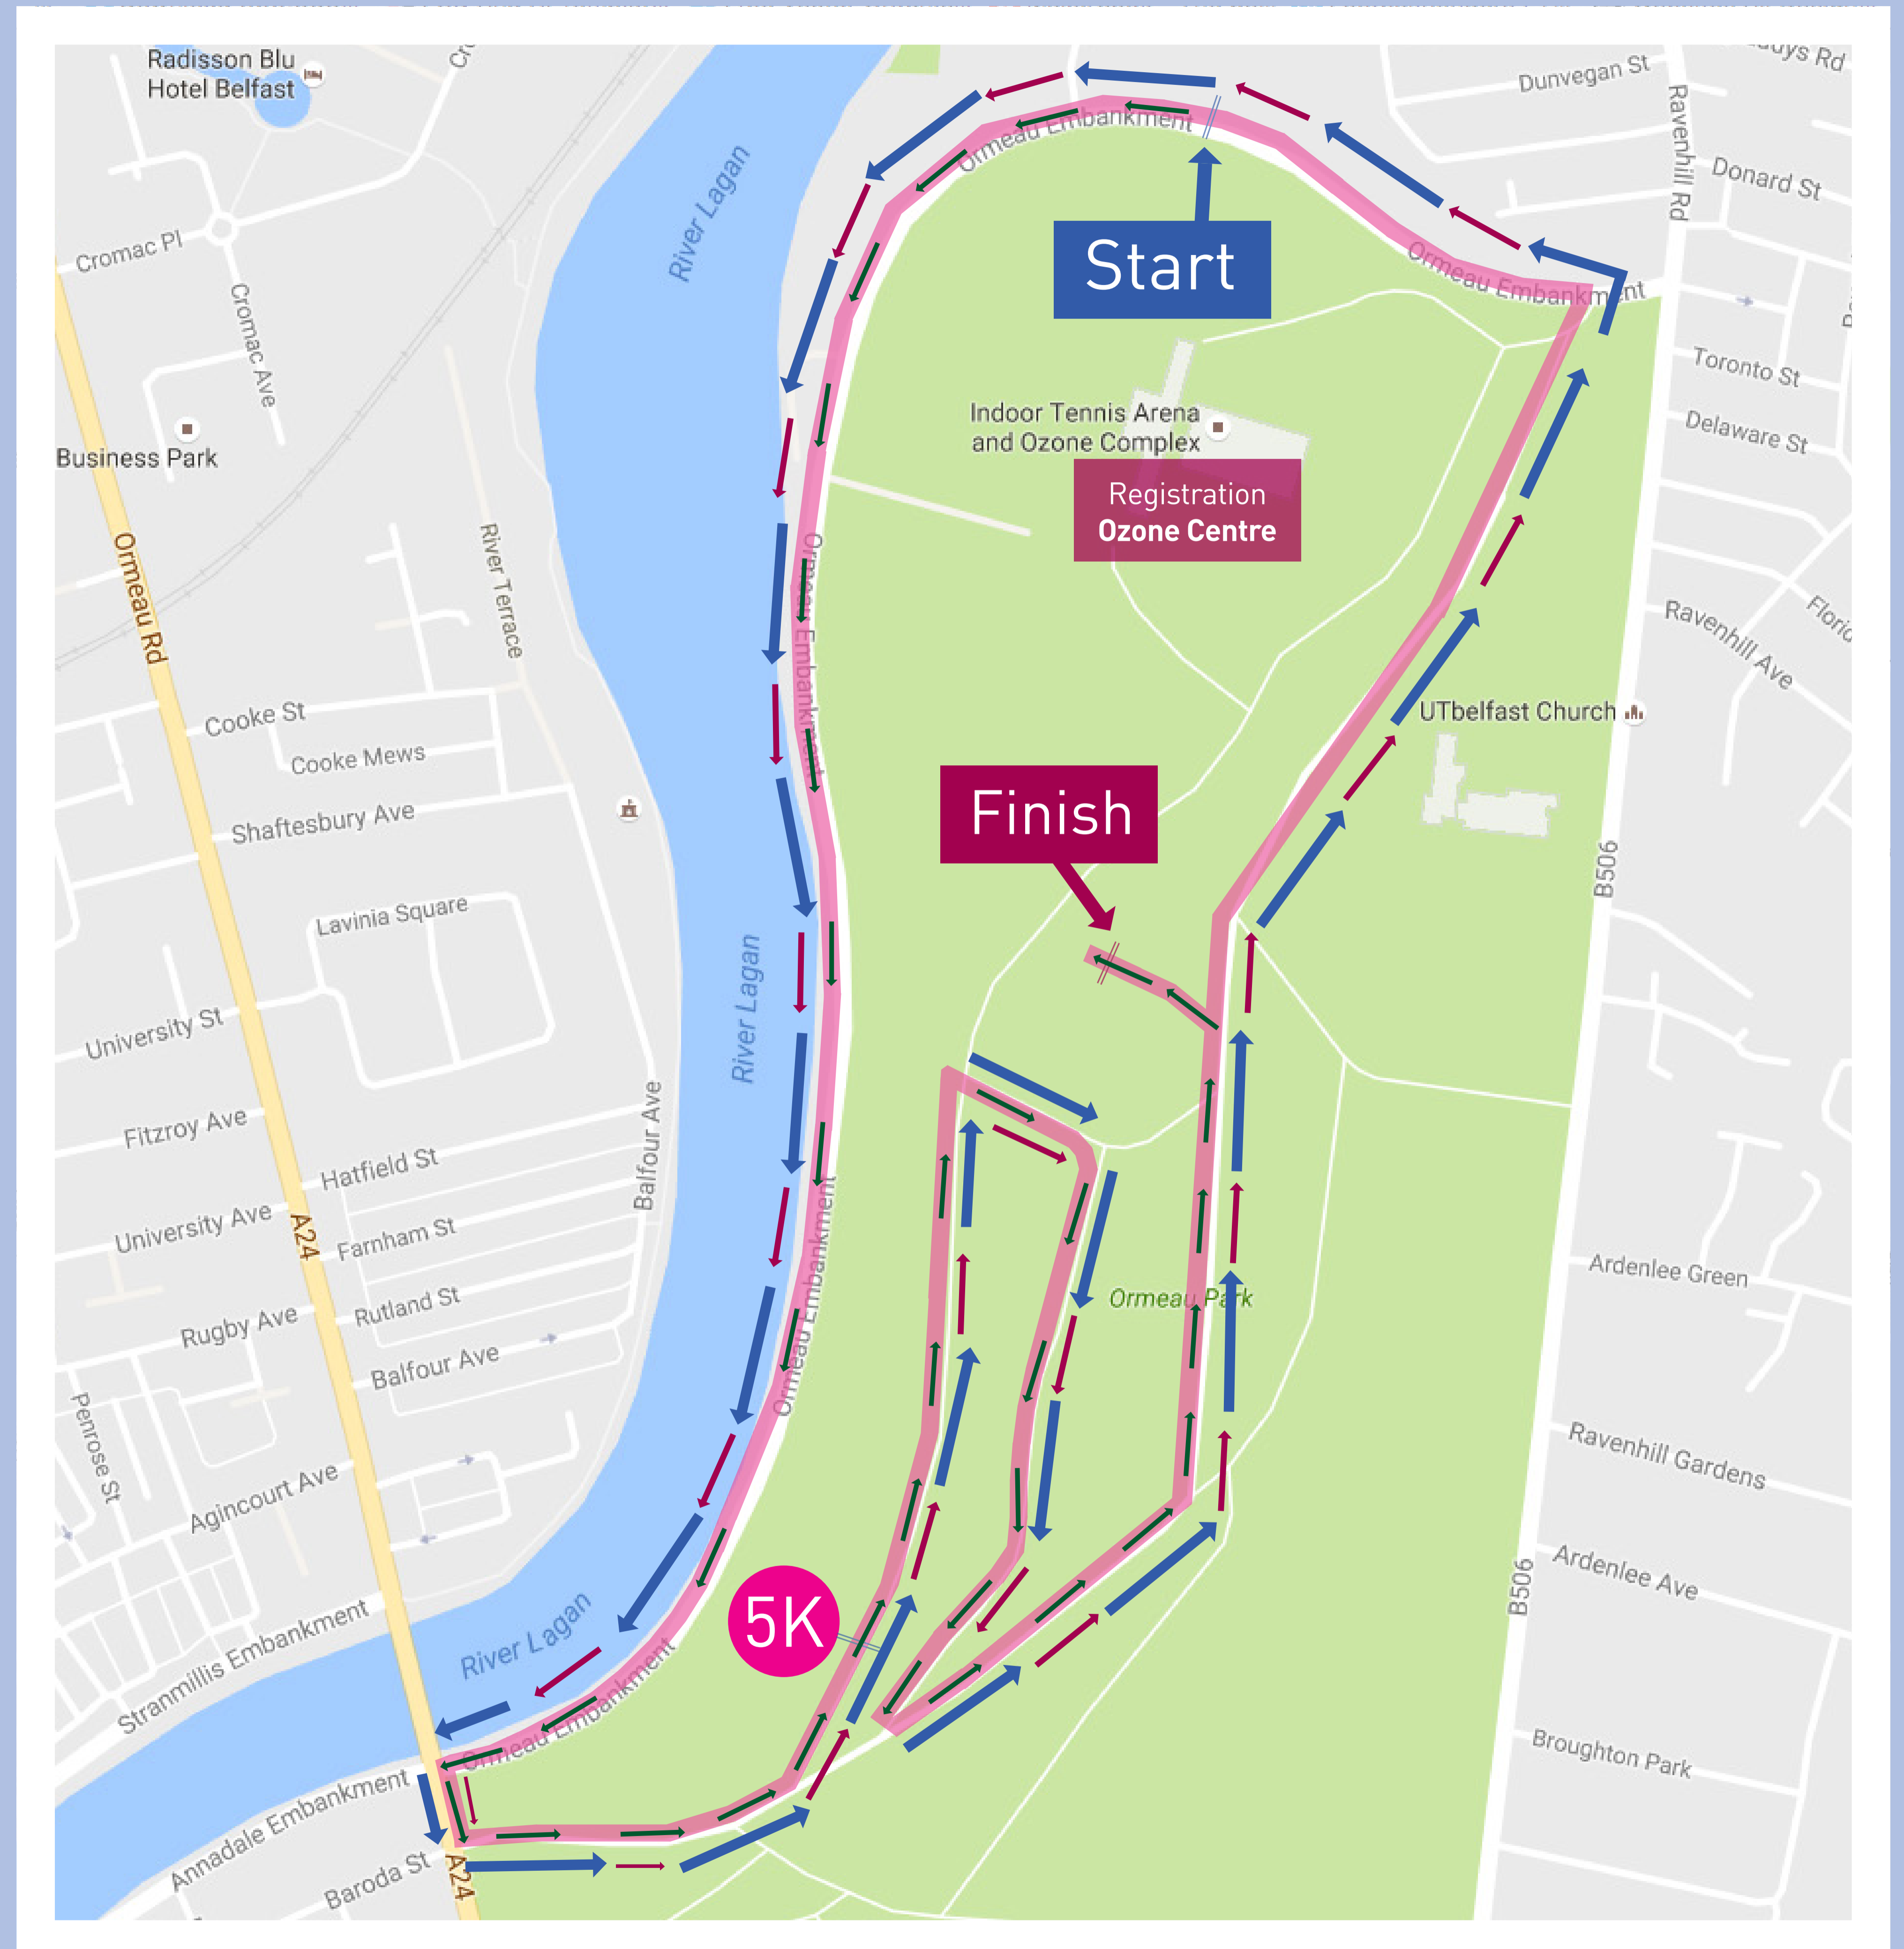 Radisson Blu
Hotel Belfast
Dunvegan St
Ravenhill Rd
Donard St
Cromac Pl
Cromac Ave
River Lagan
Ormeau Embankment
Start
Ormeau Embankment
Toronto St
Delaware St
Indoor Tennis Arena
and Ozone Complex
Business Park
Registration
Ozone Centre
Ormeau Rd
River Terrace
Ormeau Embankment
Ravenhill Ave
UTbelfast Church
Cooke St
Cooke Mews
Shaftesbury Ave
Finish
B506
Lavinia Square
River Lagan
University St
Fitzroy Ave
Balfour Ave
Hatfield St
University Ave
A24
Farnham St
Ormeau Embankment
Ormeau Park
Ardenlee Green
Rutland St
Rugby Ave
Balfour Ave
Penrose St
Agincourt Ave
Ravenhill Gardens
Ardenlee Ave
B506
5K
River Lagan
Stranmillis Embankment
Ormeau Embankment
Broughton Park
Annadale Embankment
Baroda St
A24